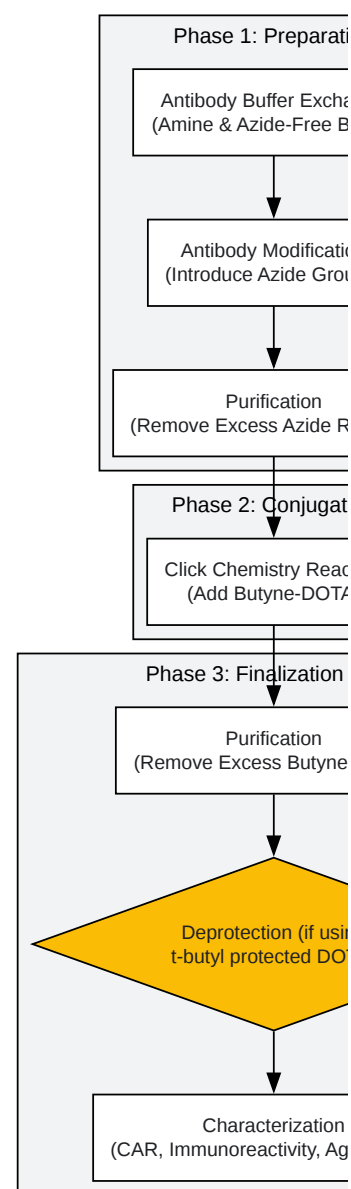 Phase 1: Preparati
Antibody Buffer Excha
(Amine & Azide-Free B
Antibody Modificatio
(Introduce Azide Grou
Purification
(Remove Excess Azide R
Phase 2: Conjugat
Click Chemistry Reac
(Add Butyne-DOTA
Phase 3: Finalization
Purification
(Remove Excess Butyne
Deprotection (if usin
t-butyl protected DOT
Characterization
(CAR, Immunoreactivity, Ag